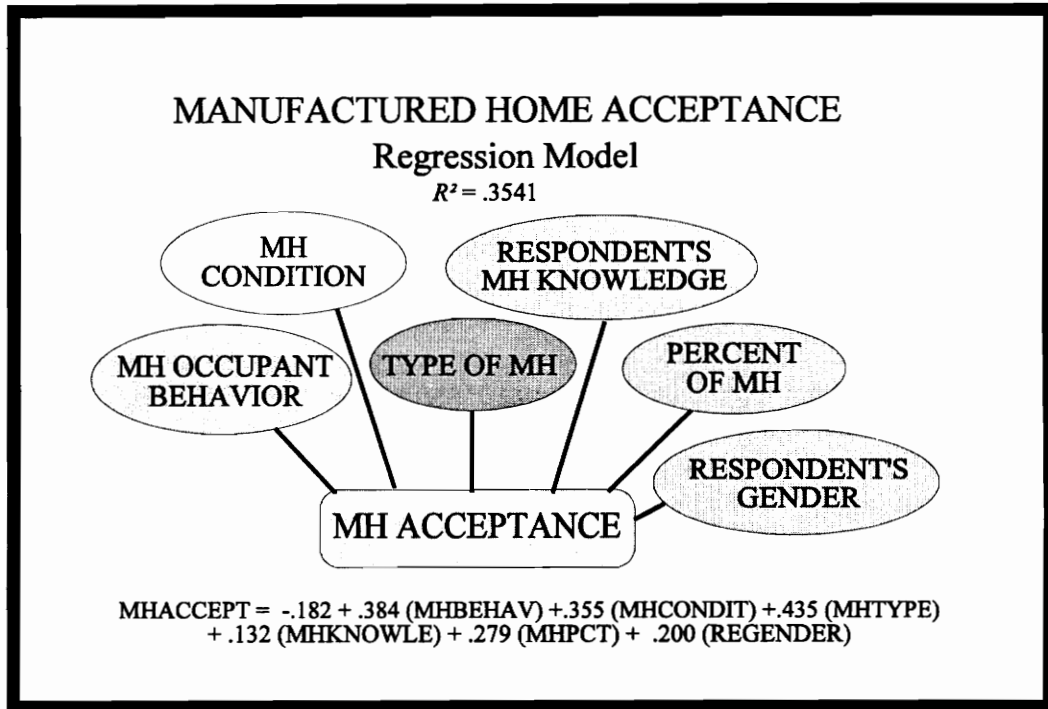 MANUFACTURED HOME ACCEPTANCE
Regression Model
R² = .3541
MH
CONDITION
RESPONDENT'S
MH KNOWLEDGE
MH OCCUPANT
BEHAVIOR
TYPE OF MH
PERCENT
OF MH
RESPONDENT'S
GENDER
MH ACCEPTANCE
MHACCEPT = -.182 + .384 (MHBEHAV) +.355 (MHCONDIT) +.435 (MHTYPE)
+ .132 (MHKNOWLE) + .279 (MHPCT) + .200 (REGENDER)